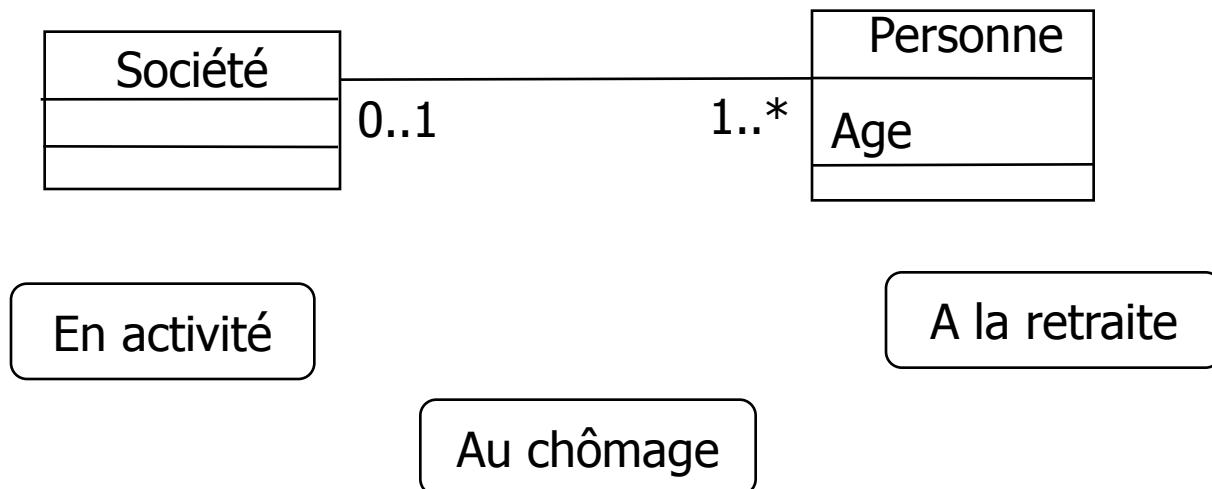 Société
Personne
0..1
1..*
Age
En activité
A la retraite
Au chômage